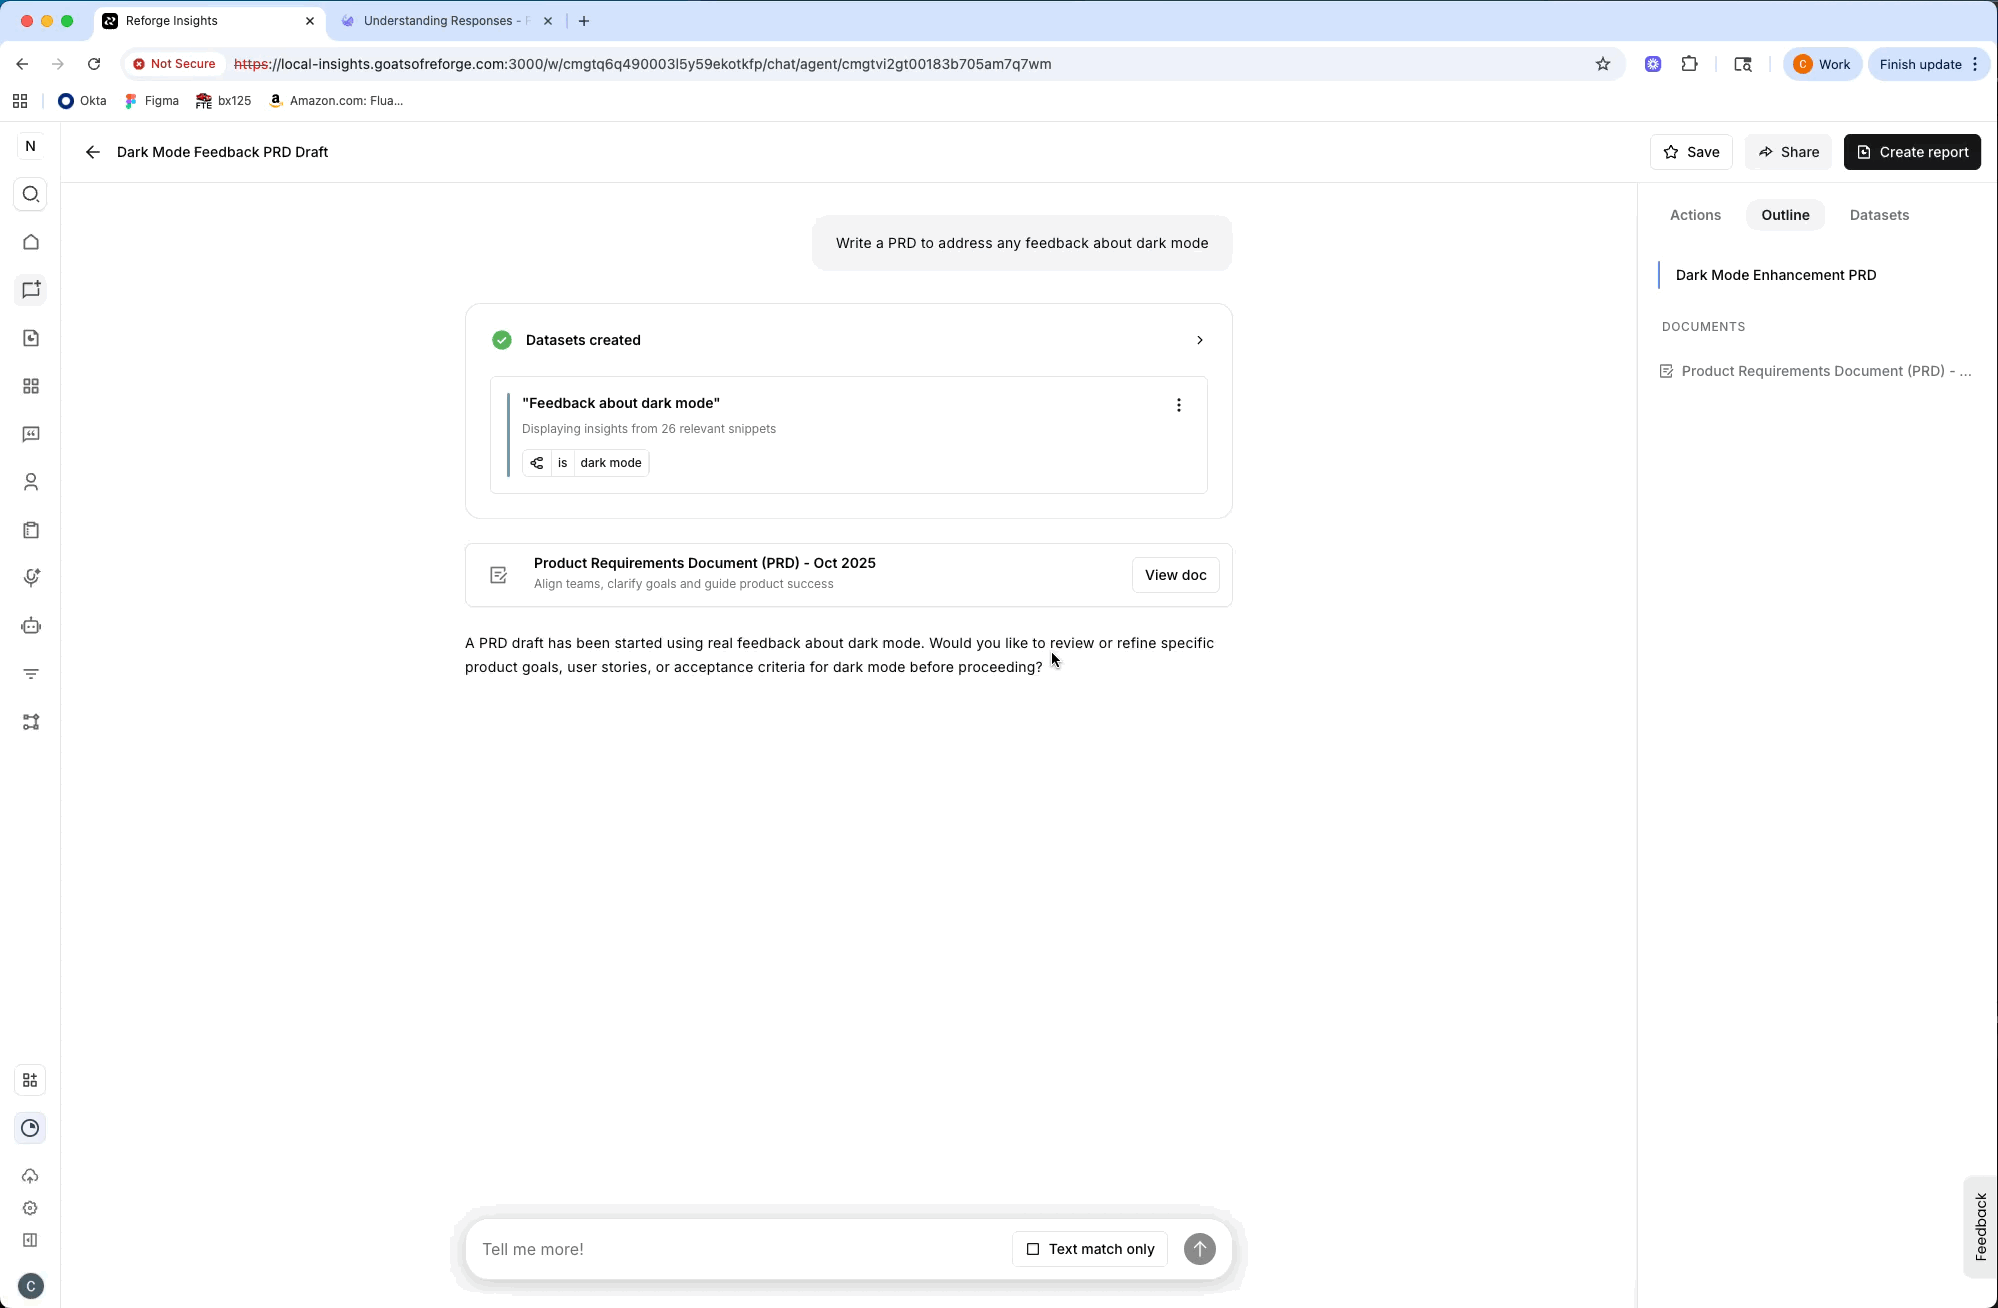 Reforge Insights
Understanding Responses -
Not Secure
https://local-insights.goatsofreforge.com:3000/w/cmgtq6q490003l5y59ekotkfp/chat/agent/cmgtvi2gt00183b705am7q7wm
C
Work
Finish update
Okta
Figma
FTE
bx125
Amazon.com: Flua...
N
Dark Mode Feedback PRD Draft
Save
Share
Create report
Write a PRD to address any feedback about dark mode
Datasets created
"Feedback about dark mode"
Displaying insights from 26 relevant snippets
is
dark mode
Product Requirements Document (PRD) - Oct 2025
Align teams, clarify goals and guide product success
View doc
A PRD draft has been started using real feedback about dark mode. Would you like to review or refine specific
product goals, user stories, or acceptance criteria for dark mode before proceeding?
Actions
Outline
Datasets
Dark Mode Enhancement PRD
DOCUMENTS
Product Requirements Document (PRD) - ...
Tell me more!
Text match only
Feedback
C